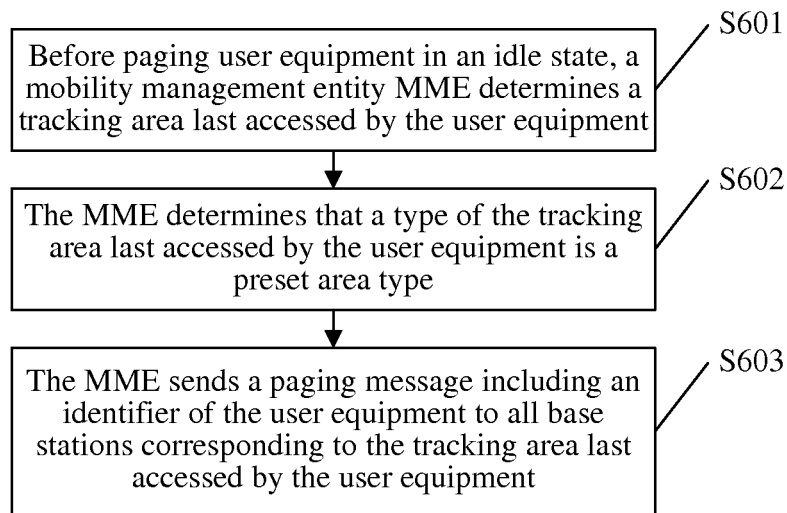 S601
Before paging user equipment in an idle state, a
mobility management entity MME determines a
tracking area last accessed by the user equipment
S602
The MME determines that a type of the tracking
area last accessed by the user equipment is a
preset area type
S603
The MME sends a paging message including an
identifier of the user equipment to all base
stations corresponding to the tracking area last
accessed by the user equipment